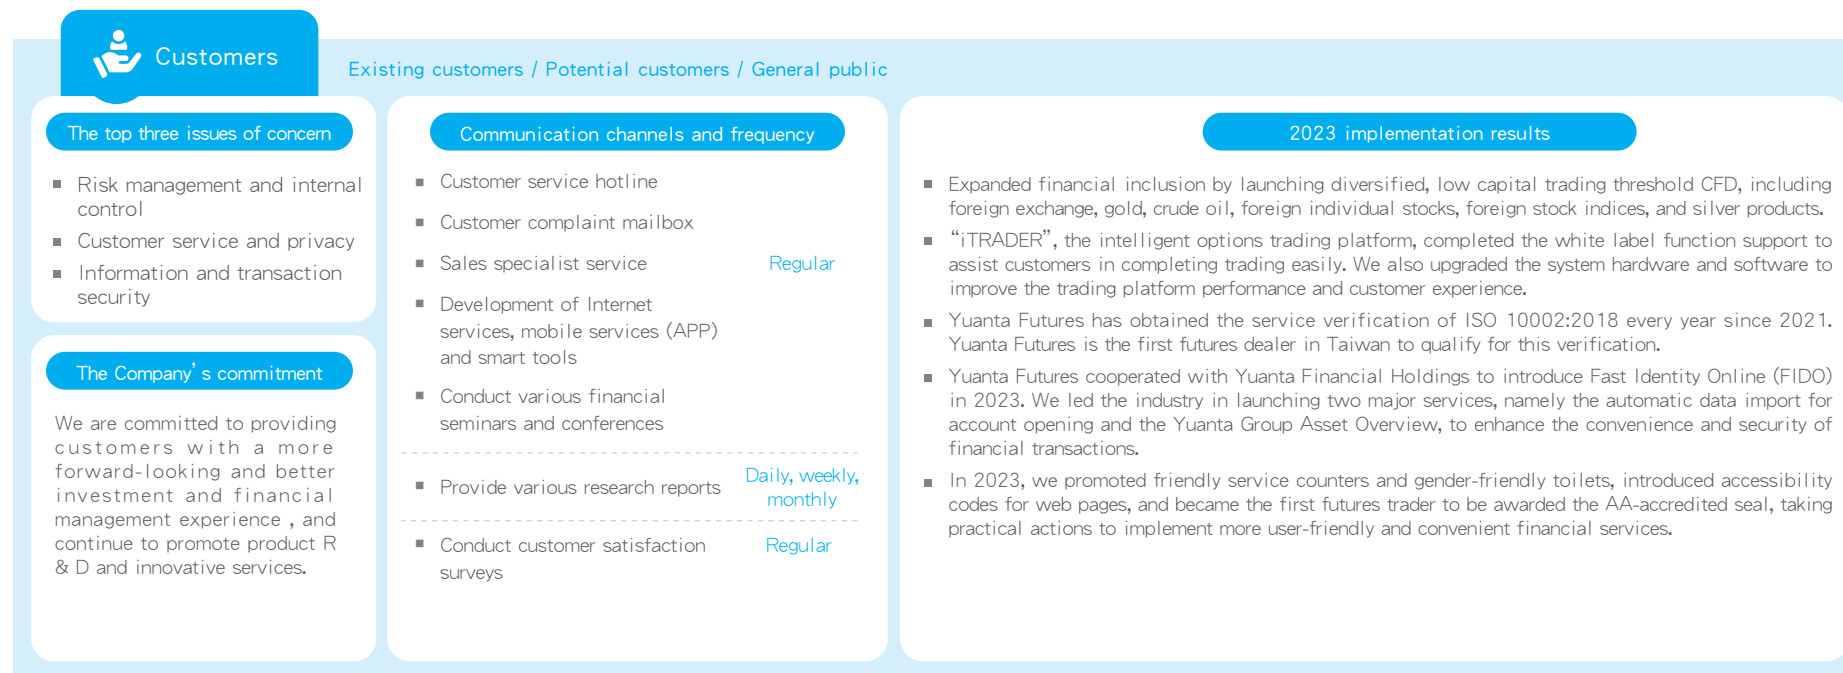 Customers
Existing customers / Potential customers / General public
The top three issues of concern
Risk management and internal
control
Customer service and privacy
Information and transaction
security
The Company's commitment
We are committed to providing
customers with a more
forward-looking and better
investment and financial
management experience , and
continue to promote product R
& D and innovative services.
Communication channels and frequency
Customer service hotline
Customer complaint mailbox
Sales specialist service
Regular
Development of Internet
services, mobile services (APP)
and smart tools
Conduct various financial
seminars and conferences
Provide various research reports
Daily, weekly,
monthly
Conduct customer satisfaction
surveys
Regular
2023 implementation results
Expanded financial inclusion by launching diversified, low capital trading threshold CFD, including
foreign exchange, gold, crude oil, foreign individual stocks, foreign stock indices, and silver products.
“iTRADER”, the intelligent options trading platform, completed the white label function support to
assist customers in completing trading easily. We also upgraded the system hardware and software to
improve the trading platform performance and customer experience.
Yuanta Futures has obtained the service verification of ISO 10002:2018 every year since 2021.
Yuanta Futures is the first futures dealer in Taiwan to qualify for this verification.
Yuanta Futures cooperated with Yuanta Financial Holdings to introduce Fast Identity Online (FIDO)
in 2023. We led the industry in launching two major services, namely the automatic data import for
account opening and the Yuanta Group Asset Overview, to enhance the convenience and security of
financial transactions.
In 2023, we promoted friendly service counters and gender-friendly toilets, introduced accessibility
codes for web pages, and became the first futures trader to be awarded the AA-accredited seal, taking
practical actions to implement more user-friendly and convenient financial services.